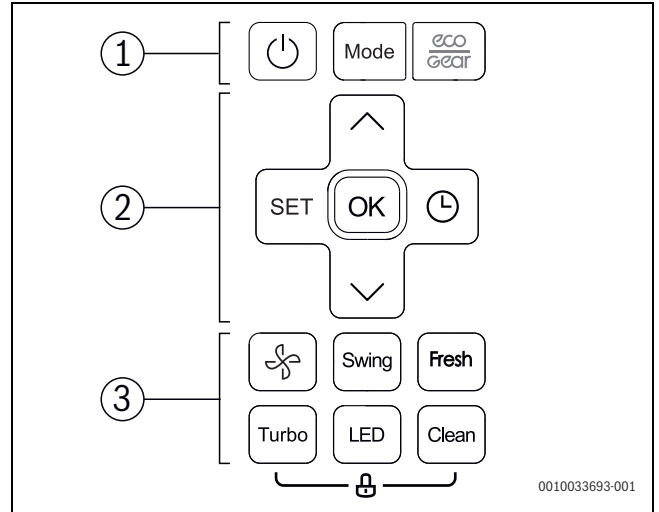 1
Mode
eco
Gear
2
SET
OK
3
Swing
Fresh
Turbo
LED
Clean
0010033693-001